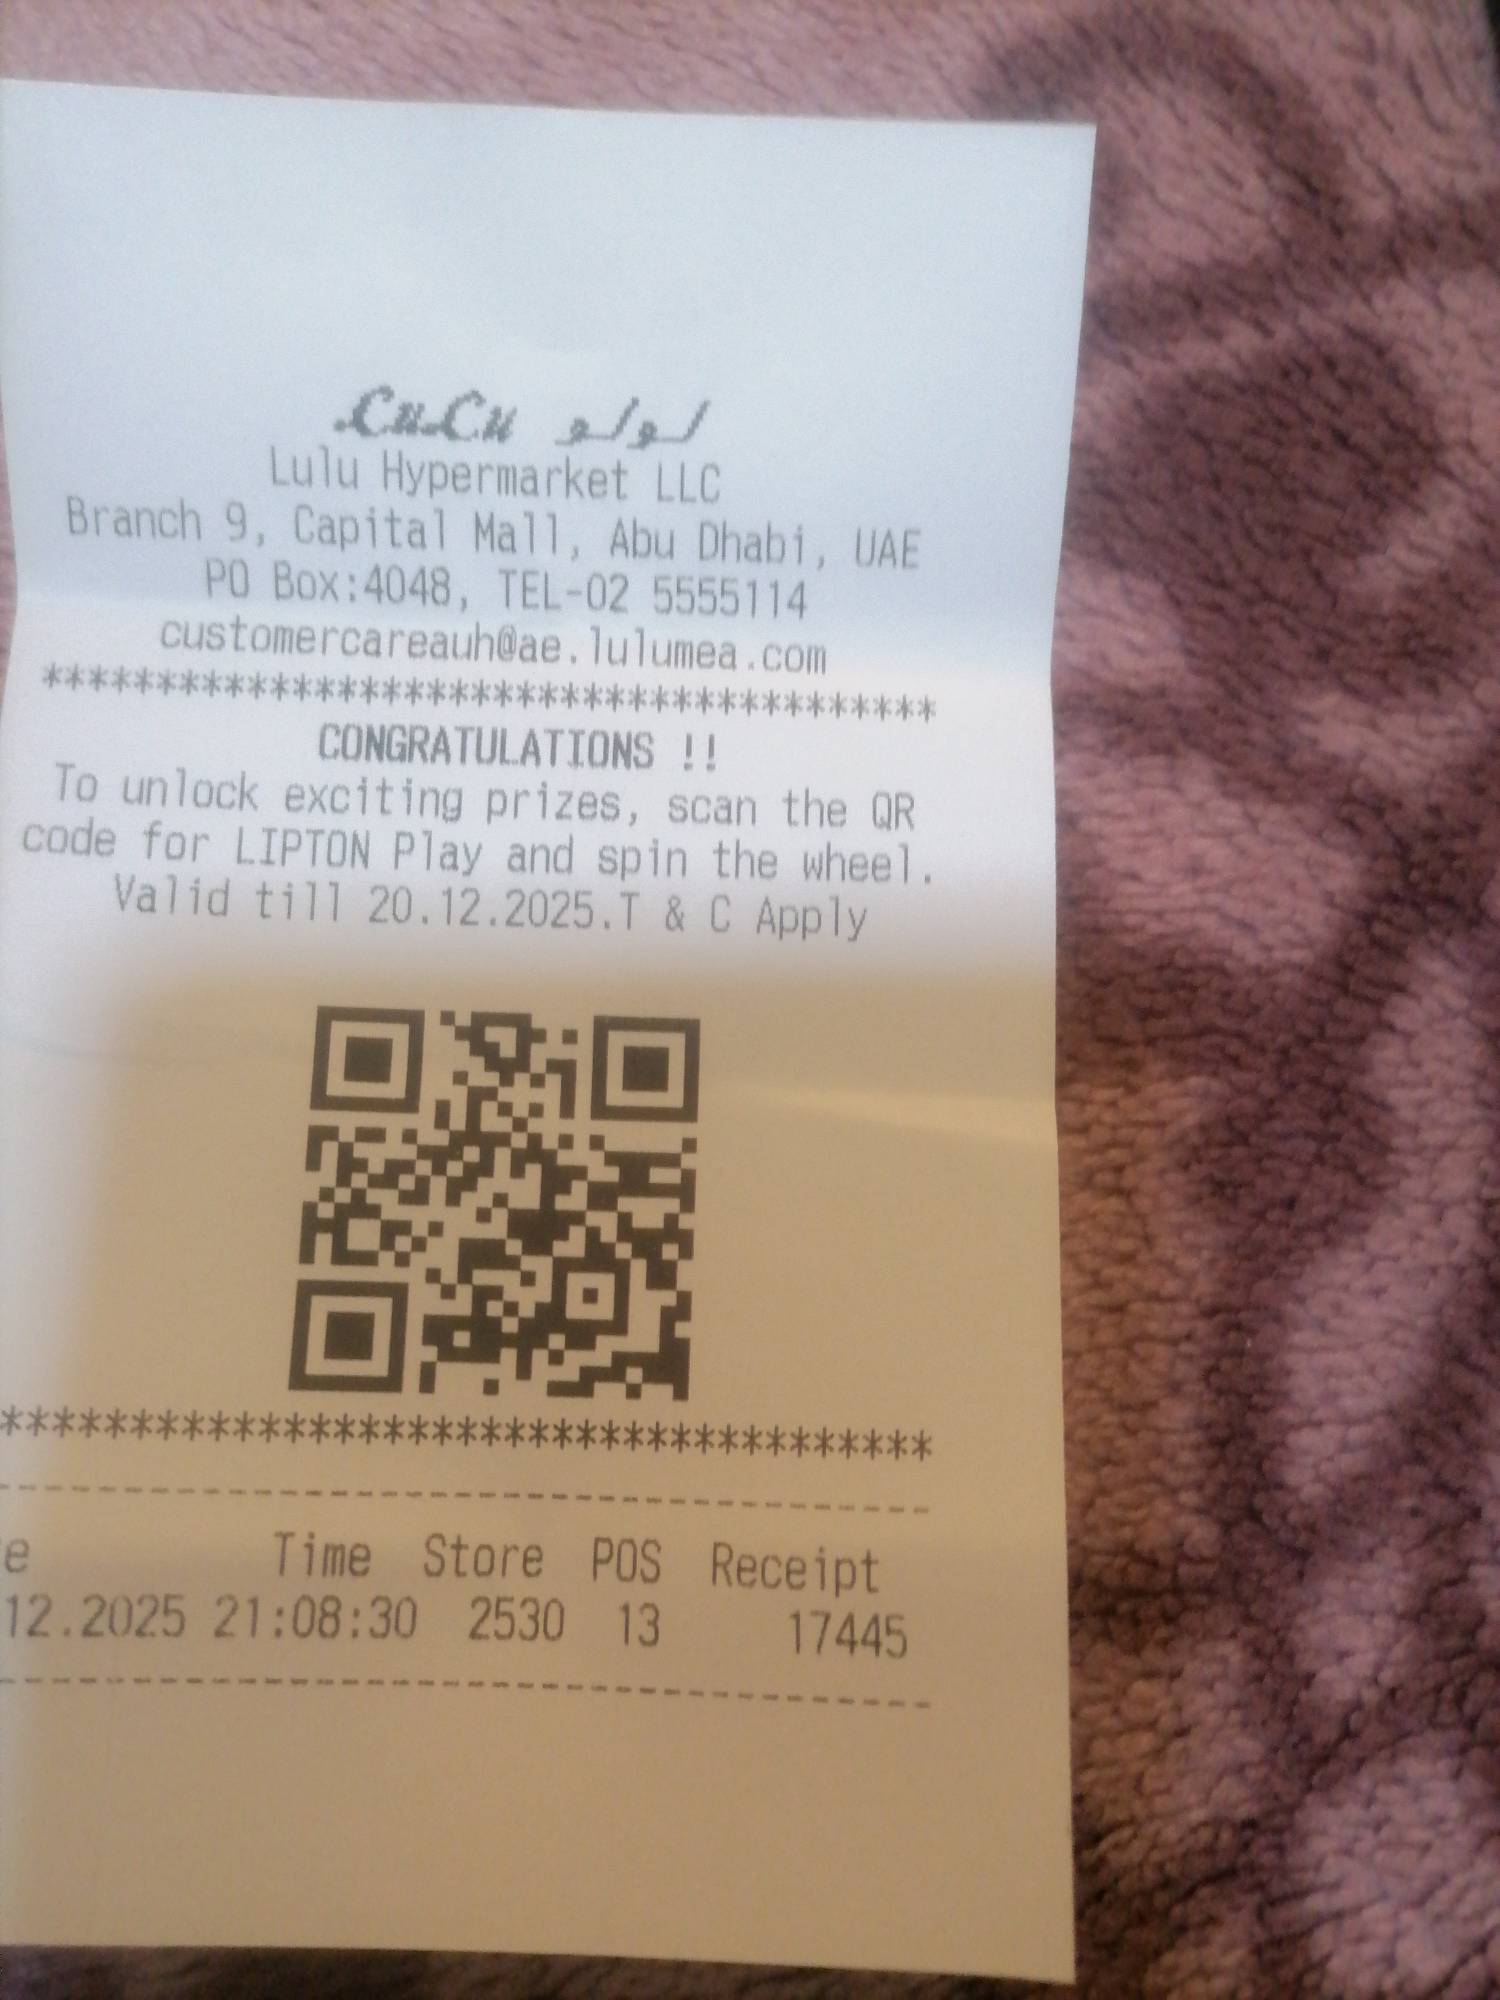 LuLu لولو
Lulu Hypermarket LLC
Branch 9, Capital Mall, Abu Dhabi, UAE
PO Box:4048, TEL-02 5555114
customercareauh@ae.lulumea.com
****************************************
CONGRATULATIONS !!
To unlock exciting prizes, scan the QR
code for LIPTON Play and spin the wheel.
Valid till 20.12.2025.T & C Apply
****************************************
e Time Store POS Receipt
12.2025 21:08:30 2530 13 17445